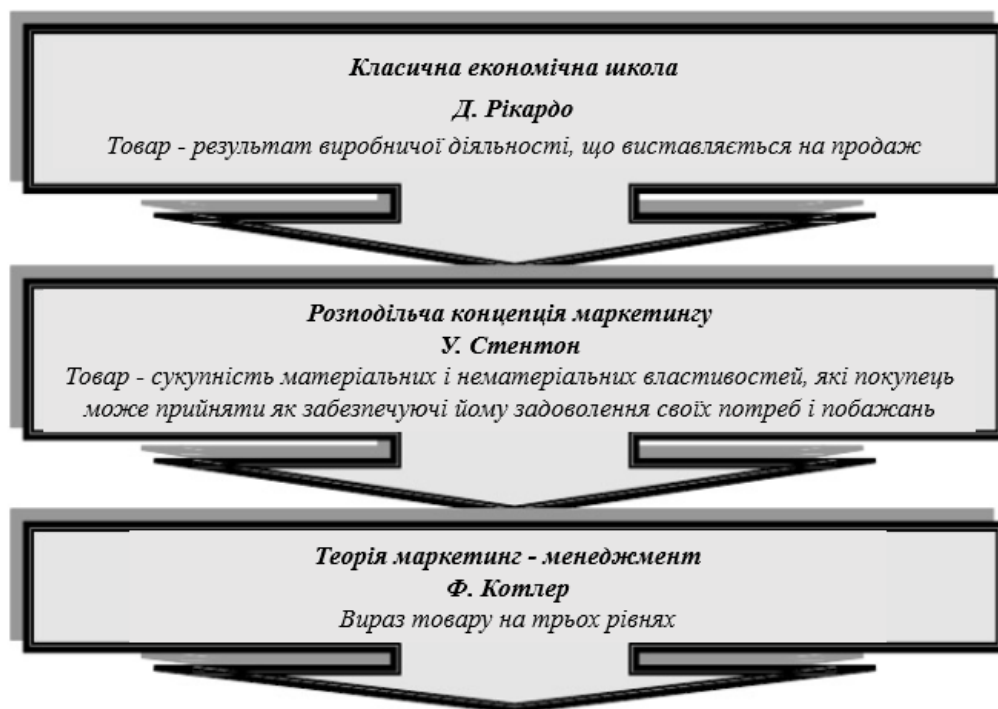 Класична економічна школа
Д. Рікардо
Товар - результат виробничої діяльності, що виставляється на продаж
Розподільча концепція маркетингу
У. Стентон
Товар - сукупність матеріальних і нематеріальних властивостей, які покупець
може прийняти як забезпечуючі йому задоволення своїх потреб і побажань
Теорія маркетинг - менеджмент
Ф. Котлер
Вираз товару на трьох рівнях